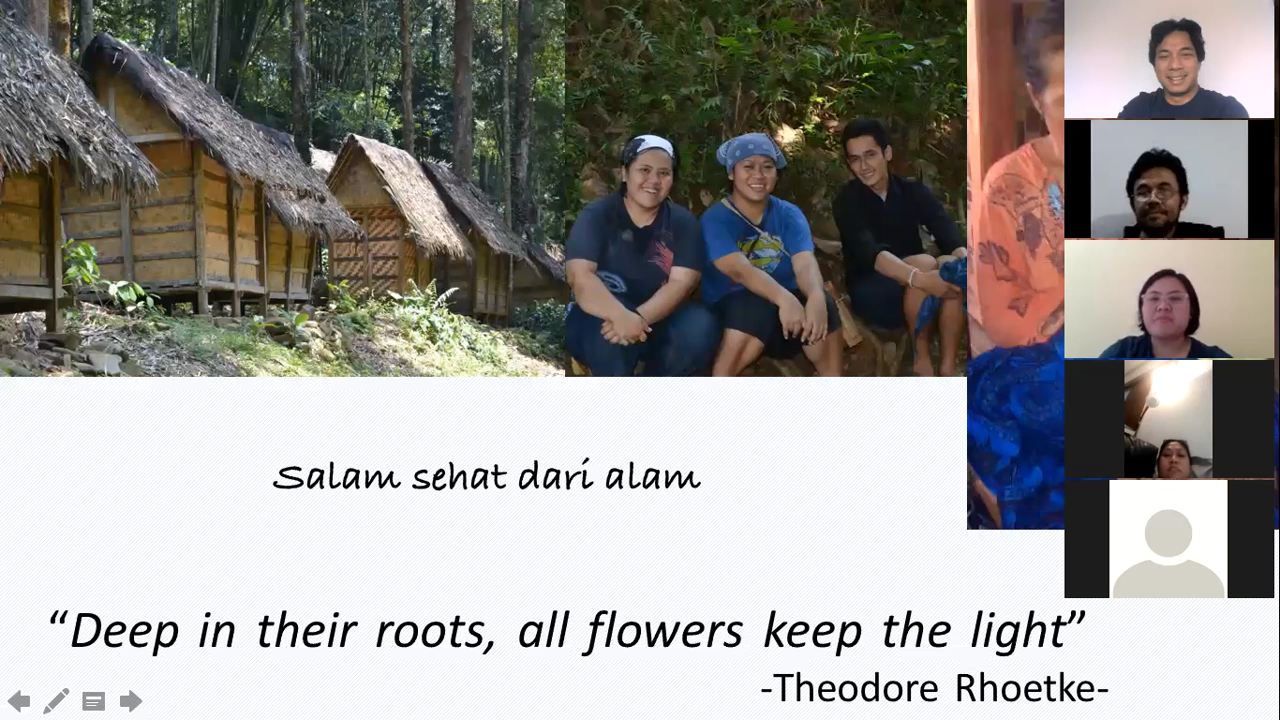 Salam sehat dari alam
“Deep in their roots, all flowers keep the light”
-Theodore Rhoetke-